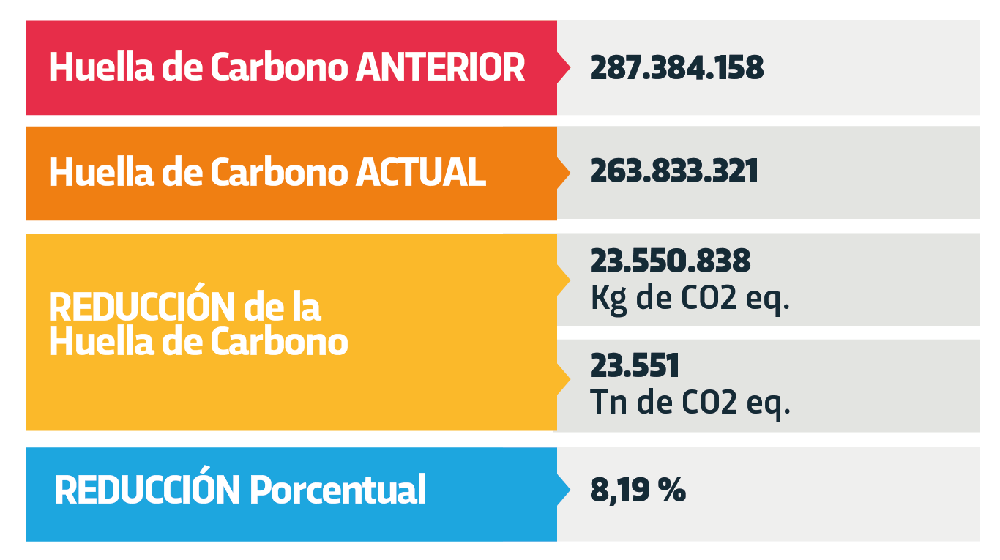 Huella de Carbono ANTERIOR
287.384.158
Huella de Carbono ACTUAL
263.833.321
REDUCCIÓN de la
Huella de Carbono
23.550.838
Kg de CO2 eq.
23.551
Tn de CO2 eq.
REDUCCIÓN Porcentual
8,19 %